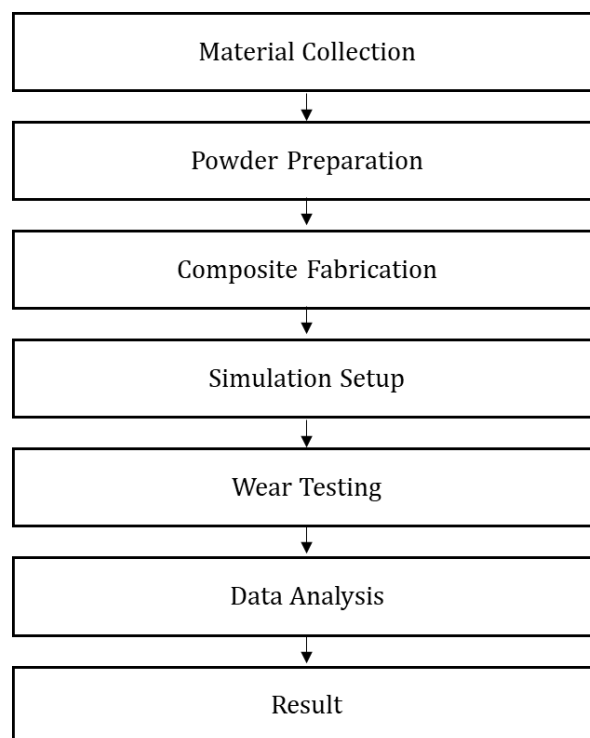 Material Collection
Powder Preparation
Composite Fabrication
Simulation Setup
Wear Testing
Data Analysis
Result